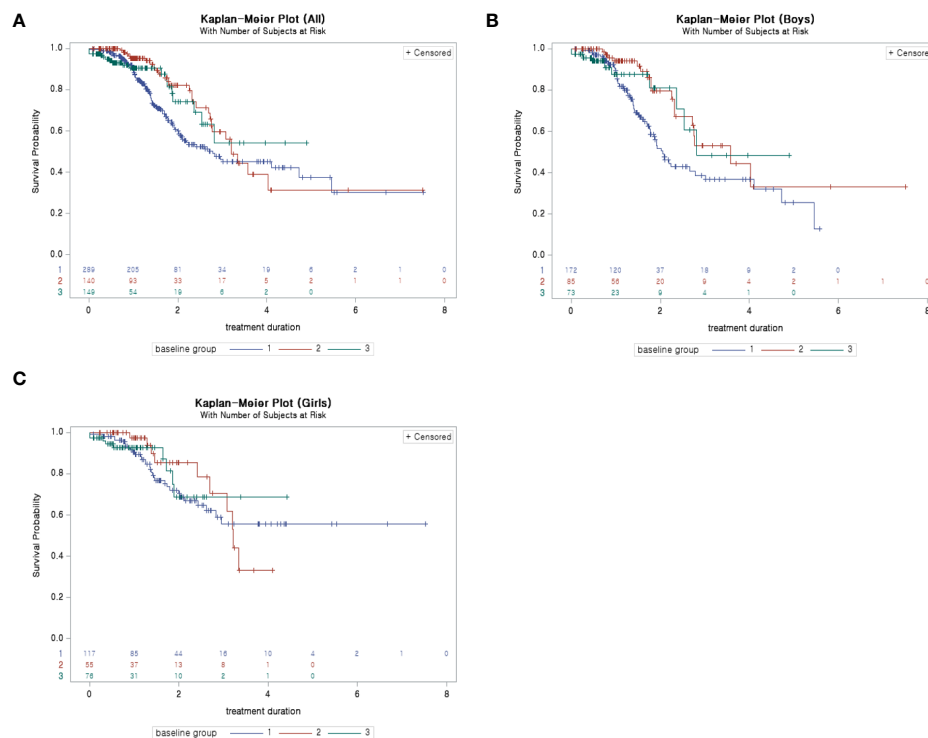 A
Kaplan-Meier Plot (All)
With Number of Subjects at Risk
+ Censored
Survival Probability
1.0
0.8
0.6
0.4
0.2
0.0
1 289 205 81 34 19 6 2 1 0
2 140 93 33 17 5 2 1 1 0
3 149 54 19 6 2 0
0 2 4 6 8
treatment duration
baseline group 1 2 3
B
Kaplan-Meier Plot (Boys)
With Number of Subjects at Risk
+ Censored
Survival Probability
1.0
0.8
0.6
0.4
0.2
0.0
1 172 120 37 18 9 2 0
2 85 56 20 9 4 2 1 1 0
3 73 23 9 4 1 0
0 2 4 6 8
treatment duration
baseline group 1 2 3
C
Kaplan-Meier Plot (Girls)
With Number of Subjects at Risk
+ Censored
Survival Probability
1.0
0.8
0.6
0.4
0.2
0.0
1 117 85 44 16 10 4 2 1 0
2 55 37 13 8 1 0
3 76 31 10 2 1 0
0 2 4 6 8
treatment duration
baseline group 1 2 3